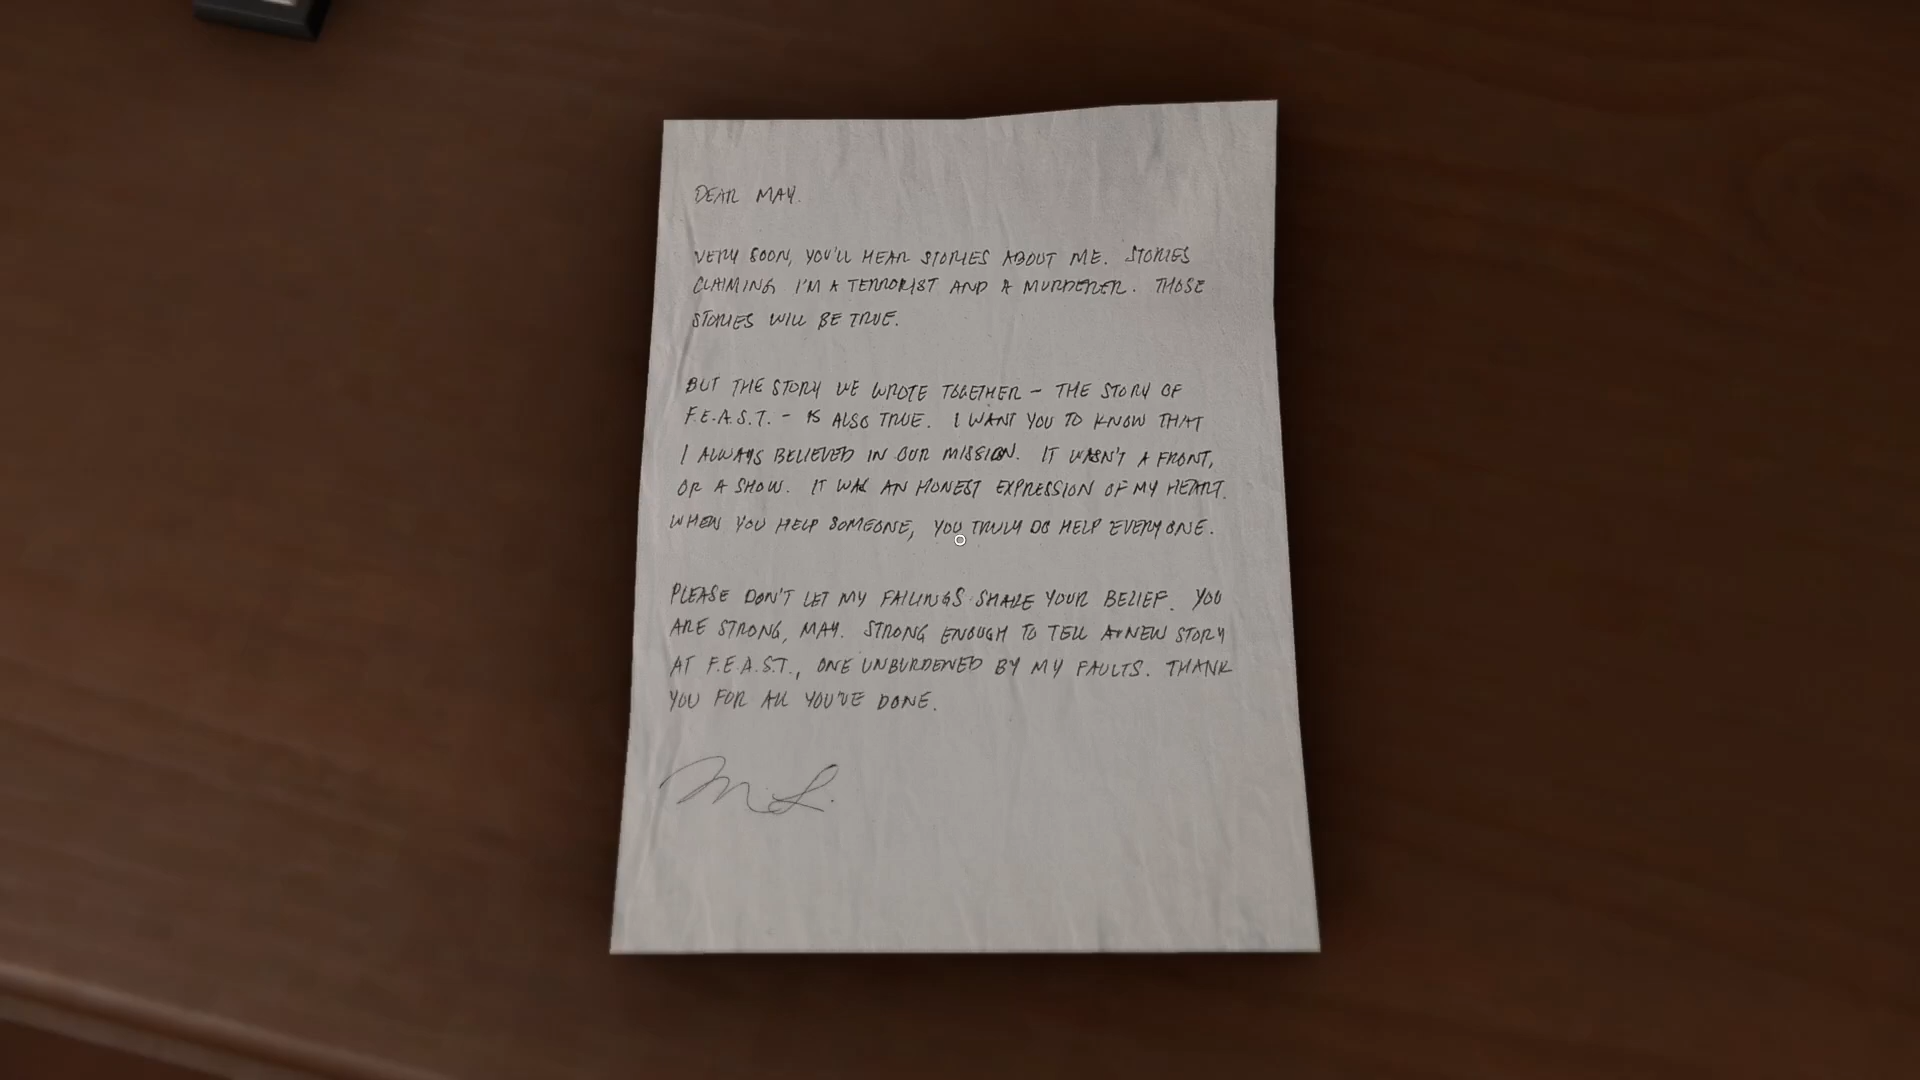 DEAR MAY.
VERY SOON, YOU'LL HEAR STORIES ABOUT ME. STORIES
CLAIMING I'M A TERRORIST AND A MURDERER. THOSE
STORIES WILL BE TRUE.
BUT THE STORY WE WROTE TOGETHER - THE STORY OF
F.E.A.S.T. - IS ALSO TRUE. I WANT YOU TO KNOW THAT
I ALWAYS BELIEVED IN OUR MISSION. IT WASN'T A FRONT,
OR A SHOW. IT WAS AN HONEST EXPRESSION OF MY HEART.
WHEN YOU HELP SOMEONE, YOU TRULY DO HELP EVERYONE.
PLEASE DON'T LET MY FAILINGS SHAKE YOUR BELIEF. YOU
ARE STRONG, MAY. STRONG ENOUGH TO TELL A NEW STORY
AT F.E.A.S.T., ONE UNBURDENED BY MY FAULTS. THANK
YOU FOR ALL YOU'VE DONE.
M.L.